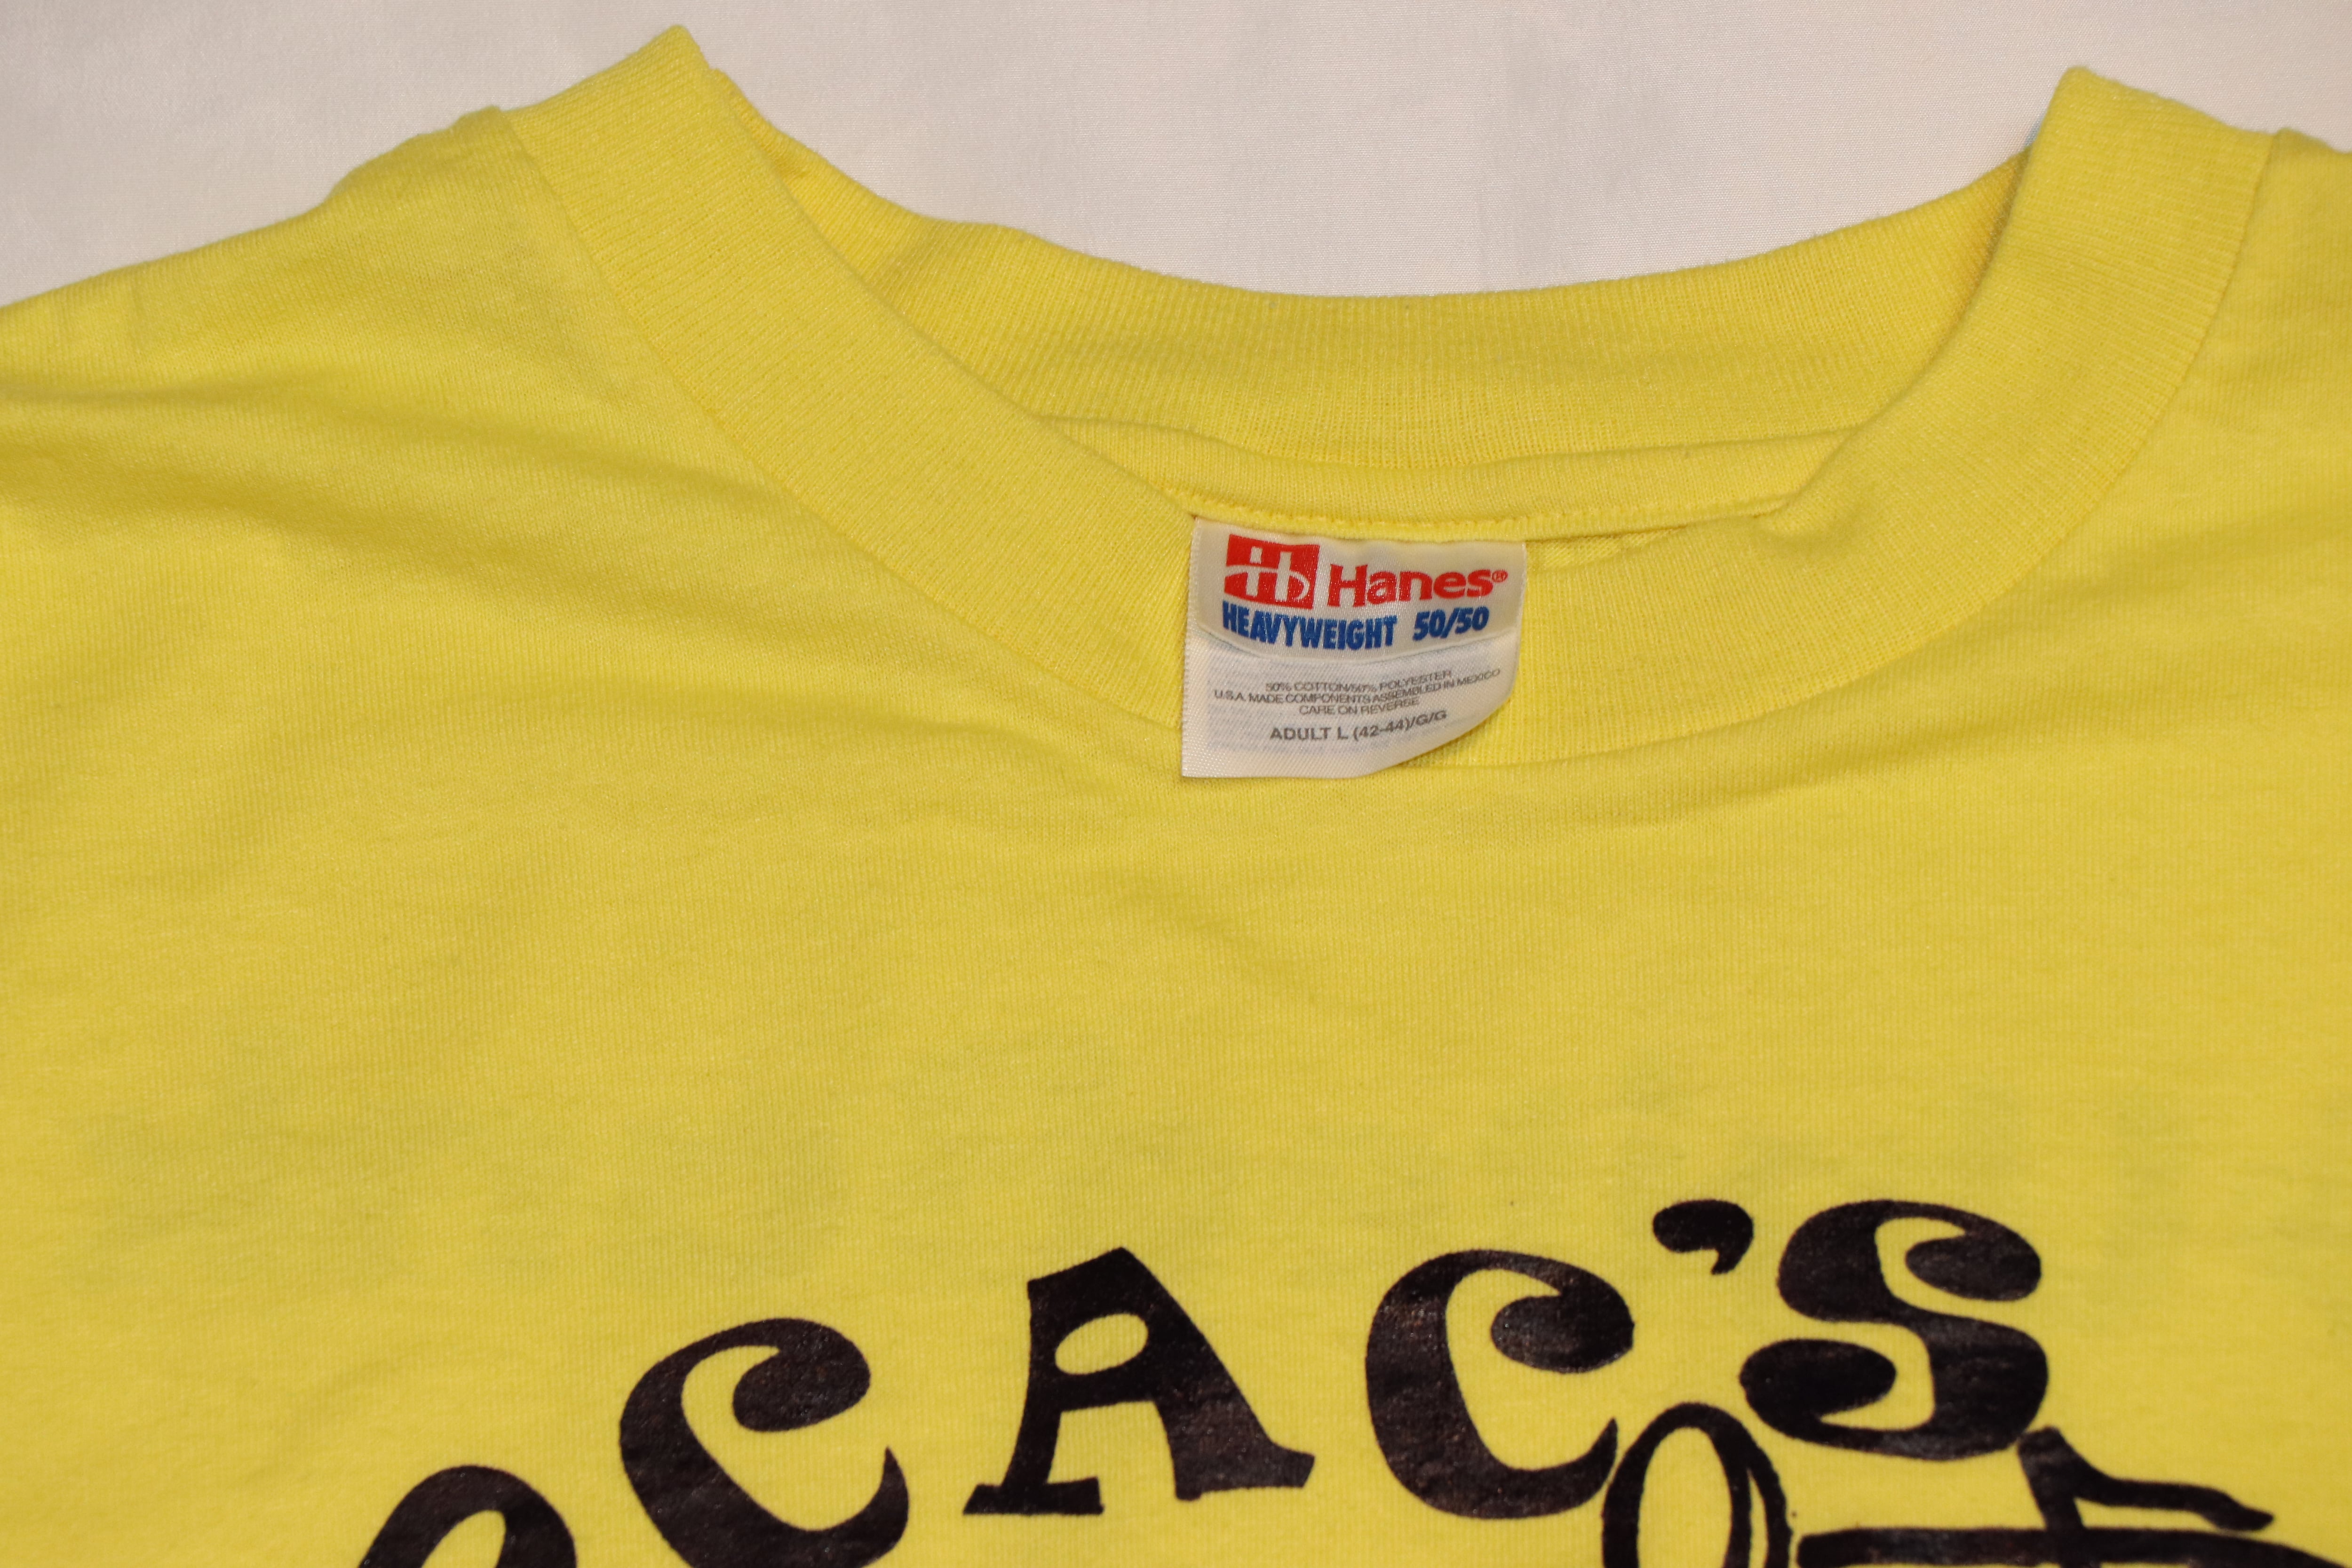 Hanes®
HEAVYWEIGHT 50/50
50% COTTON/50% POLYESTER
U.S.A. MADE COMPONENTS ASSEMBLED IN MEXICO
CARE ON REVERSE
ADULT L (42-44)/G/G
CAC'S